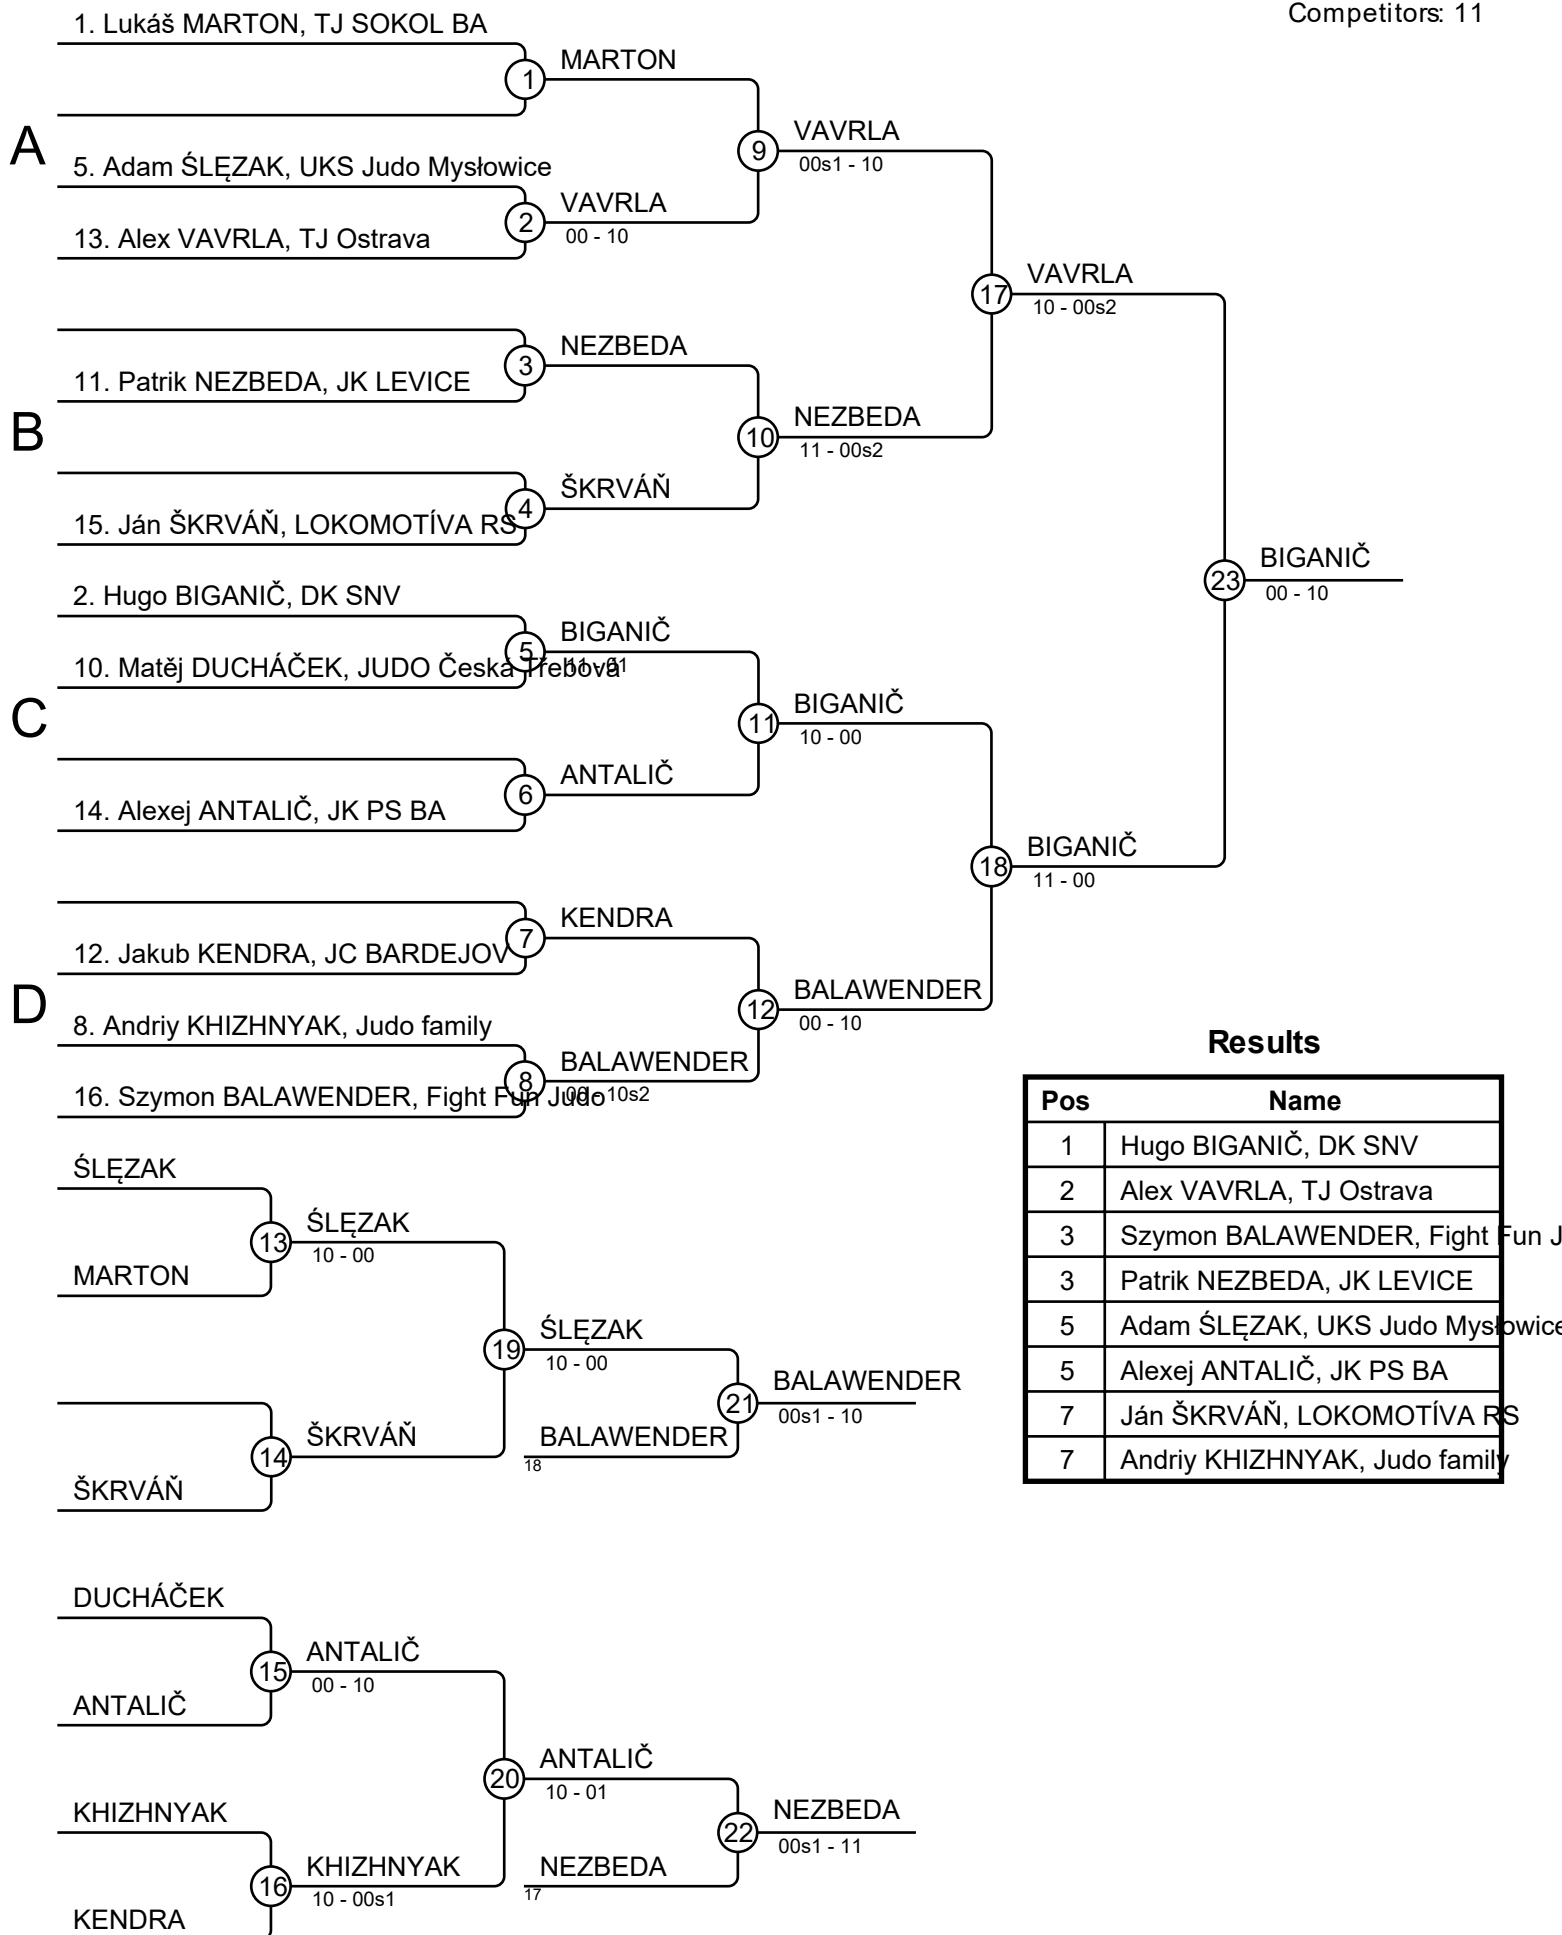 Competitors: 11
1. Lukáš MARTON, TJ SOKOL BA
1
MARTON
A
5. Adam ŚLĘZAK, UKS Judo Mysłowice
13. Alex VAVRLA, TJ Ostrava
2
VAVRLA
00 - 10
9
VAVRLA
00s1 - 10
3
NEZBEDA
11. Patrik NEZBEDA, JK LEVICE
B
15. Ján ŠKRVÁŇ, LOKOMOTÍVA RS
4
ŠKRVÁŇ
10
NEZBEDA
11 - 00s2
17
VAVRLA
10 - 00s2
2. Hugo BIGANIČ, DK SNV
10. Matěj DUCHÁČEK, JUDO Česká Třebová
5
BIGANIČ
11 - 01
C
14. Alexej ANTALIČ, JK PS BA
6
ANTALIČ
11
BIGANIČ
10 - 00
12. Jakub KENDRA, JC BARDEJOV
7
KENDRA
D
8. Andriy KHIZHNYAK, Judo family
16. Szymon BALAWENDER, Fight Fun Judo
8
BALAWENDER
00 - 10s2
12
BALAWENDER
00 - 10
18
BIGANIČ
11 - 00
23
BIGANIČ
00 - 10
Results
Pos Name
1 Hugo BIGANIČ, DK SNV
2 Alex VAVRLA, TJ Ostrava
3 Szymon BALAWENDER, Fight Fun J
3 Patrik NEZBEDA, JK LEVICE
5 Adam ŚLĘZAK, UKS Judo Mysłowice
5 Alexej ANTALIČ, JK PS BA
7 Ján ŠKRVÁŇ, LOKOMOTÍVA RS
7 Andriy KHIZHNYAK, Judo family
ŚLĘZAK
MARTON
13
ŚLĘZAK
10 - 00
ŠKRVÁŇ
14
ŠKRVÁŇ
19
ŚLĘZAK
10 - 00
BALAWENDER
18
21
BALAWENDER
00s1 - 10
DUCHÁČEK
ANTALIČ
15
ANTALIČ
00 - 10
KHIZHNYAK
KENDRA
16
KHIZHNYAK
10 - 00s1
20
ANTALIČ
10 - 01
NEZBEDA
17
22
NEZBEDA
00s1 - 11